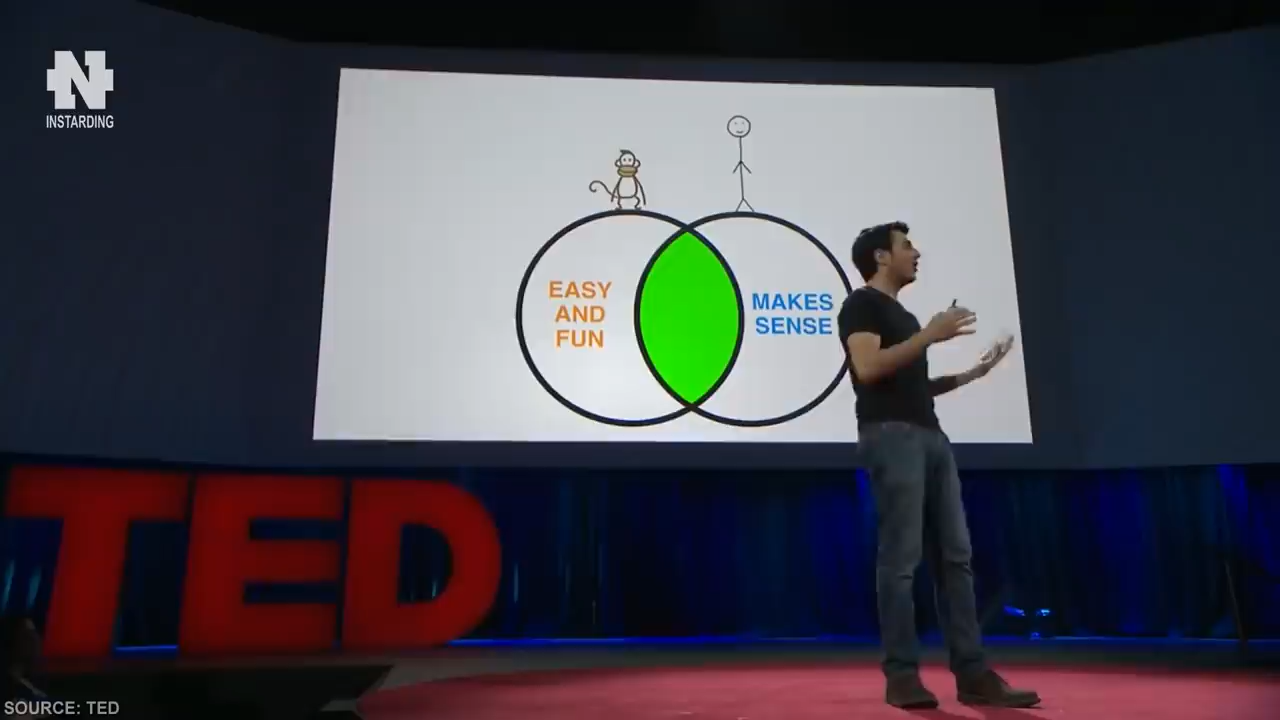 INSTARDING
EASY
AND
FUN
MAKES
SENSE
TED
SOURCE: TED